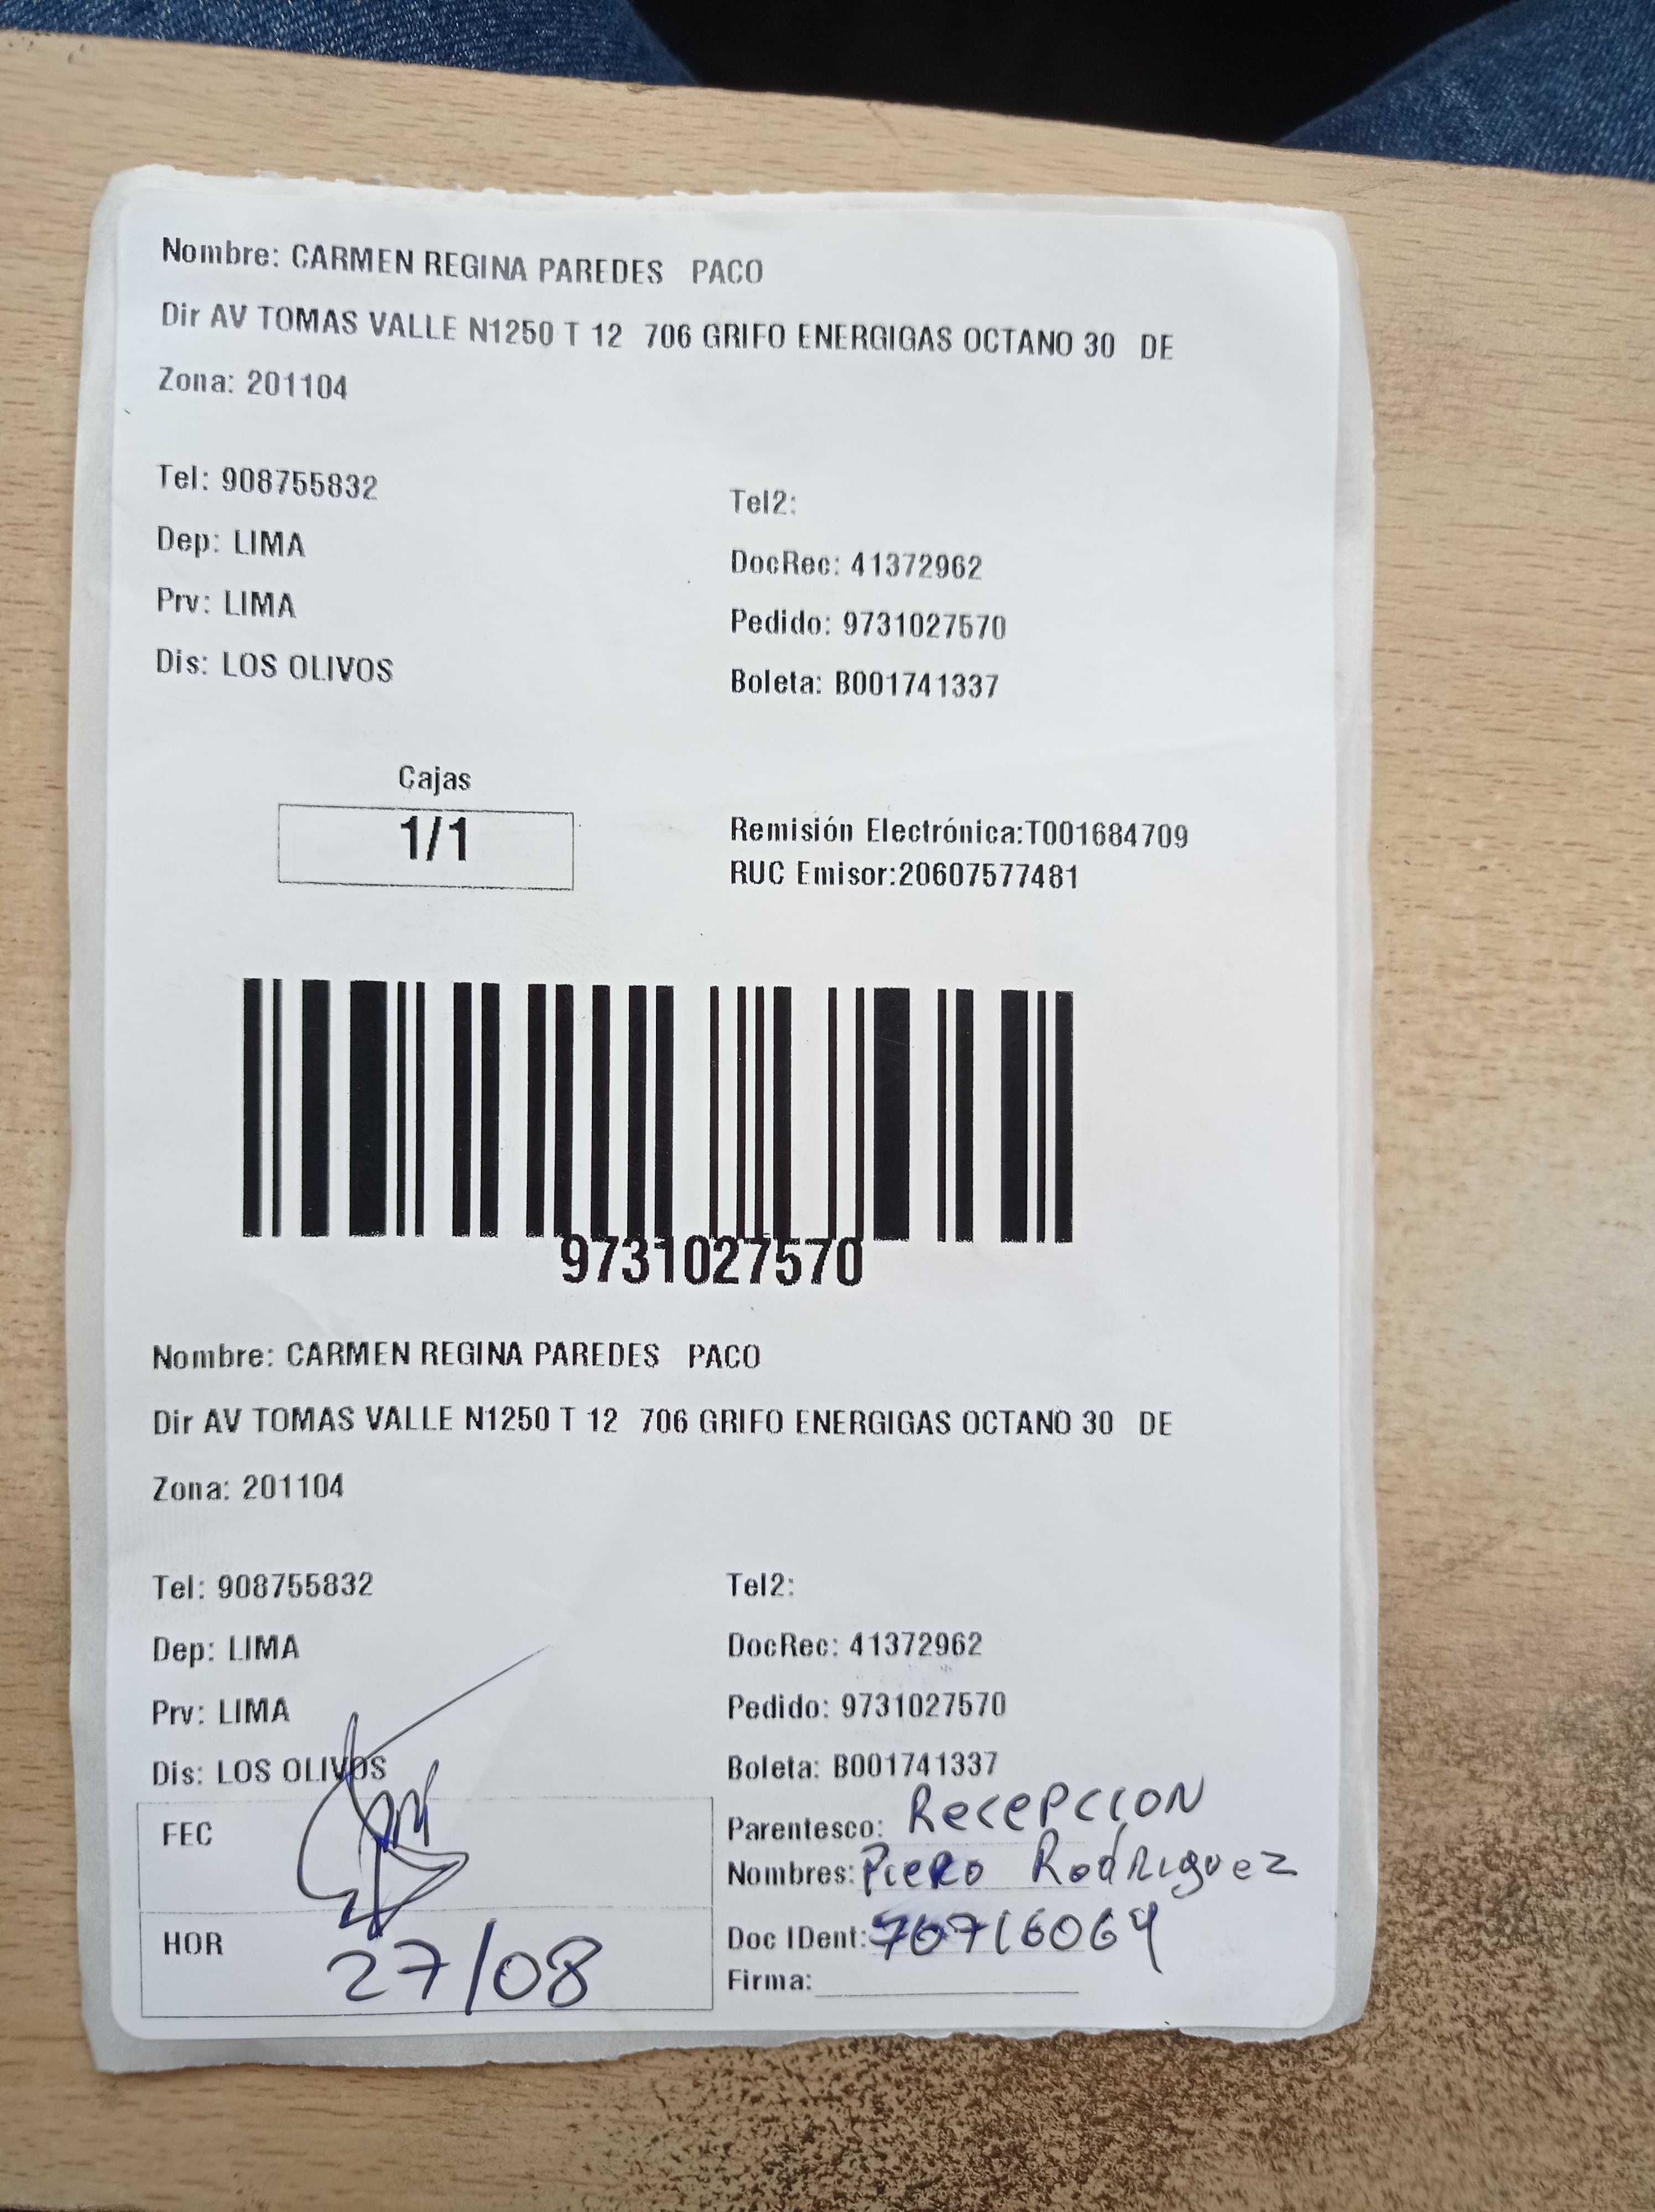 Nombre: CARMEN REGINA PAREDES PACO
Dir AV TOMAS VALLE N1250 T 12 706 GRIFO ENERGIGAS OCTANO 30 DE
Zona: 201104
Tel: 908755832
Tel2:
Dep: LIMA
DocRec: 41372962
Prv: LIMA
Pedido: 9731027570
Dis: LOS OLIVOS
Boleta: B001741337
Cajas
1/1
Remisión Electrónica:T001684709
RUC Emisor:20607577481
9731027570
Nombre: CARMEN REGINA PAREDES PACO
Dir AV TOMAS VALLE N1250 T 12 706 GRIFO ENERGIGAS OCTANO 30 DE
Zona: 201104
Tel: 908755832
Tel2:
Dep: LIMA
DocRec: 41372962
Prv: LIMA
Pedido: 9731027570
Dis: LOS OLIVOS
Boleta: B001741337
FEC
Parentesco: Recepcion
Nombres: Piero Rodriguez
HOR 27/08
Doc IDent: 76716064
Firma: